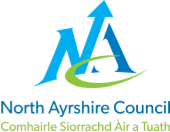 North Ayrshire Council
Comhairle Siorrachd Àir a Tuath